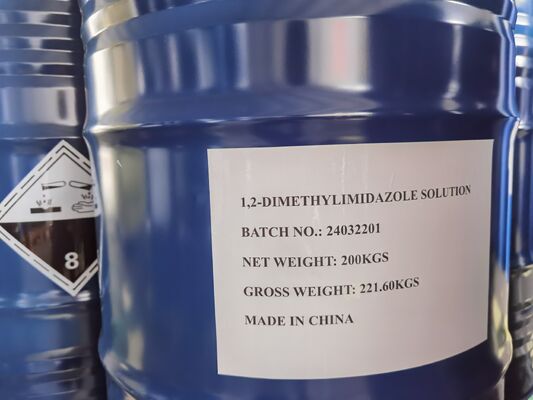 1,2-DIMETHYLIMIDAZOLE SOLUTION
BATCH NO.: 24032201
NET WEIGHT: 200KGS
GROSS WEIGHT: 221.60KGS
MADE IN CHINA
8